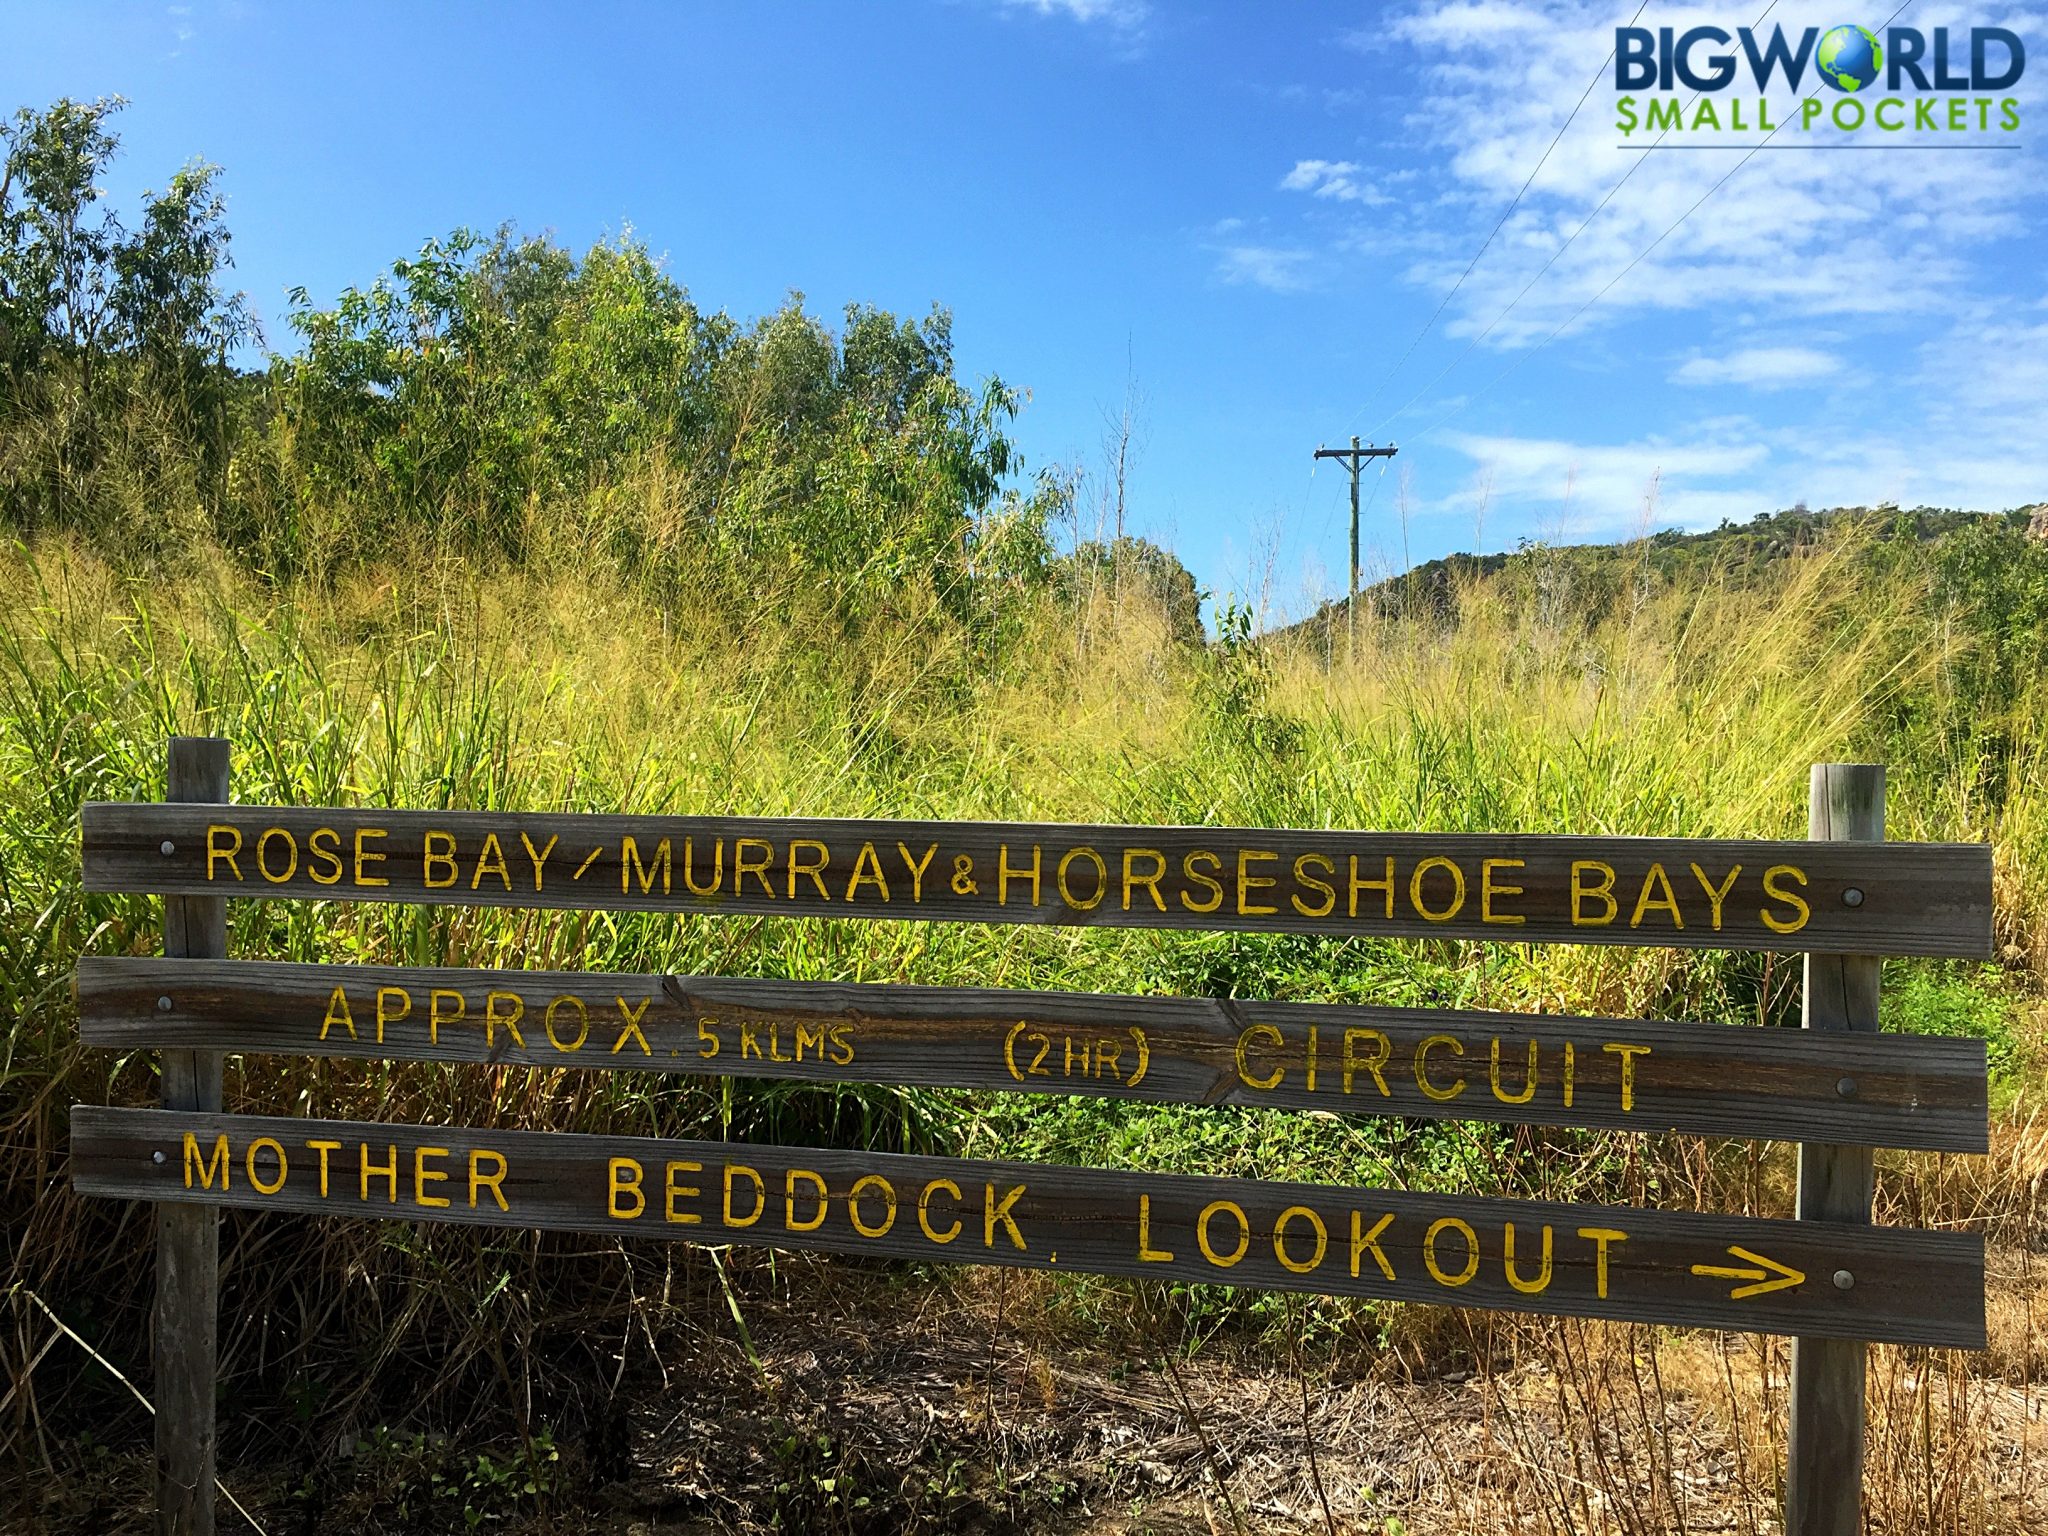 BIGWORLD
$MALL POCKETS
ROSE BAY / MURRAY & HORSESHOE BAYS
APPROX. 5 KLMS (2HR) CIRCUIT
MOTHER BEDDOCK. LOOKOUT →